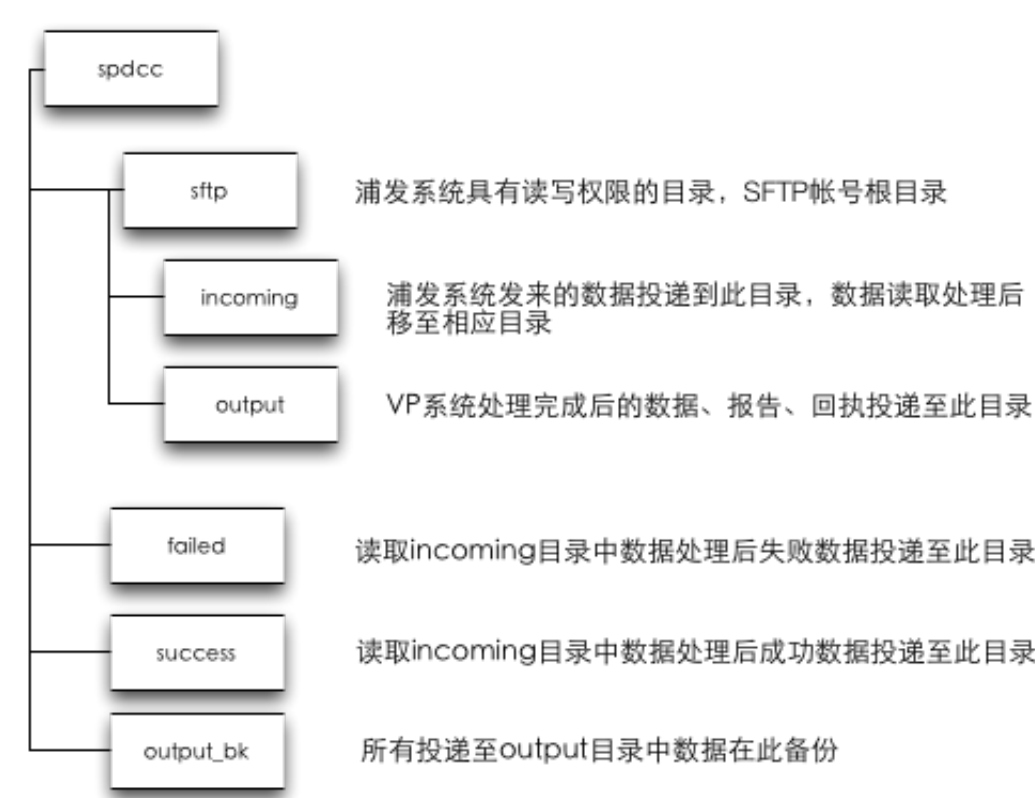 spdcc
sftp
浦发系统具有读写权限的目录，SFTP帐号根目录
incoming
浦发系统发来的数据投递到此目录，数据读取处理后
移至相应目录
output
VP系统处理完成后的数据、报告、回执投递至此目录
failed
读取incoming目录中数据处理后失败数据投递至此目录
success
读取incoming目录中数据处理后成功数据投递至此目录
output_bk
所有投递至output目录中数据在此备份